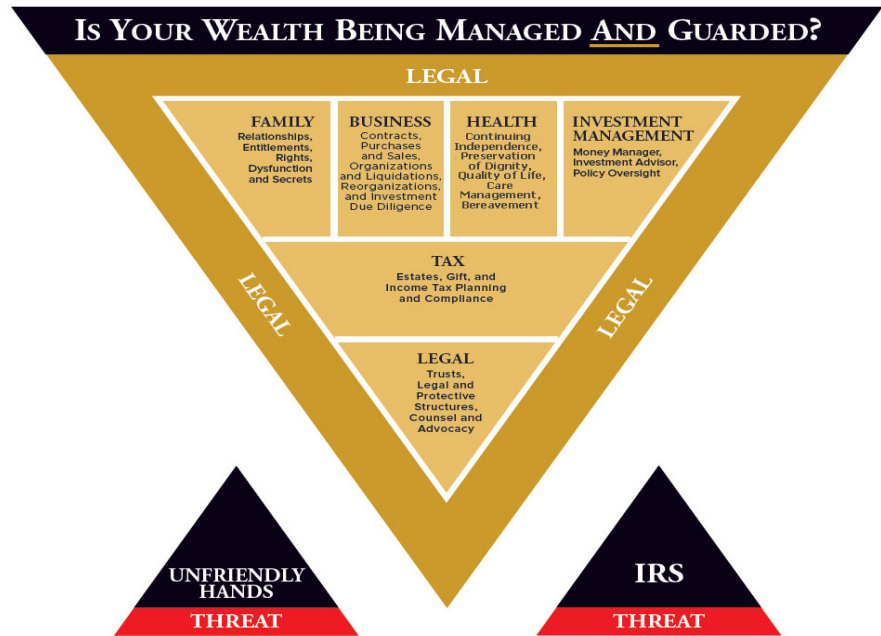 IS YOUR WEALTH BEING MANAGED AND GUARDED?
LEGAL
FAMILY
Relationships,
Entitlements,
Rights,
Dysfunction
and Secrets
BUSINESS
Contracts,
Purchases
and Sales,
Organizations
and Liquidations,
Reorganizations,
and Investment
Due Diligence
HEALTH
Continuing
Independence,
Preservation
of Dignity,
Quality of Life,
Care
Management,
Bereavement
INVESTMENT
MANAGEMENT
Money Manager,
Investment Advisor,
Policy Oversight
TAX
Estates, Gift, and
Income Tax Planning
and Compliance
LEGAL
LEGAL
LEGAL
Trusts,
Legal and
Protective
Structures,
Counsel and
Advocacy
UNFRIENDLY
HANDS
THREAT
IRS
THREAT